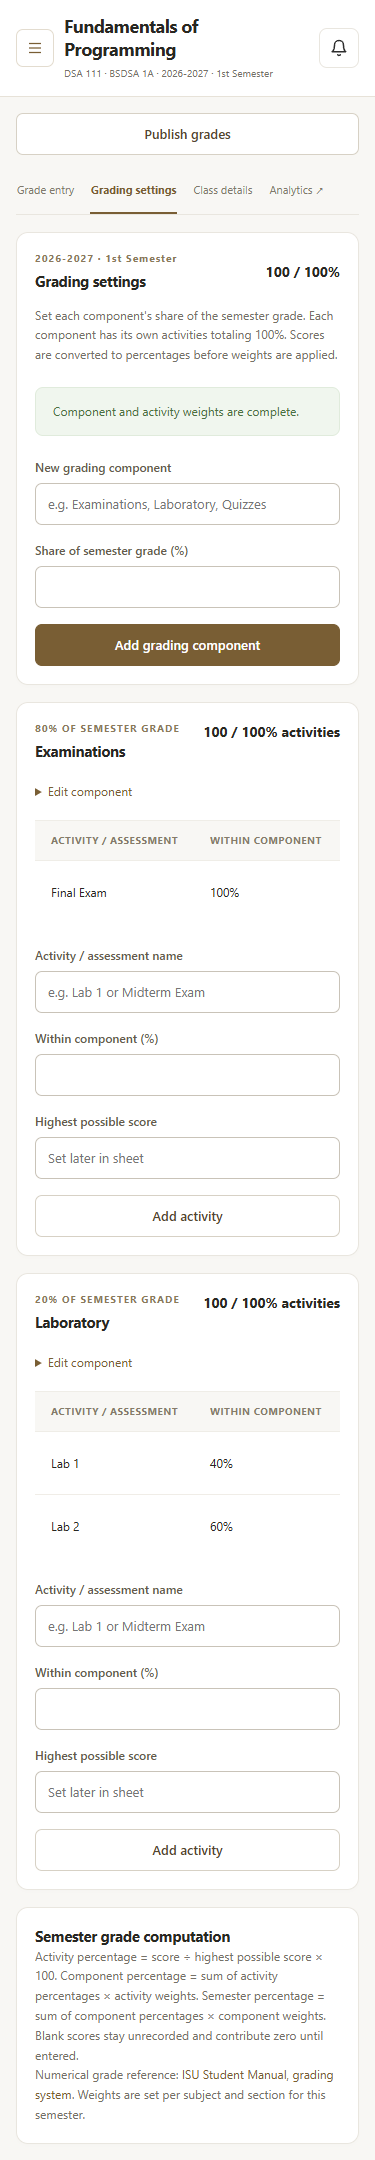 Fundamentals of
Programming
DSA 111 · BSDSA 1A · 2026-2027 · 1st Semester
Publish grades
Grade entry Grading settings Class details Analytics ↗
2026-2027 · 1st Semester
Grading settings
100 / 100%
Set each component's share of the semester grade. Each
component has its own activities totaling 100%. Scores
are converted to percentages before weights are applied.
Component and activity weights are complete.
New grading component
e.g. Examinations, Laboratory, Quizzes
Share of semester grade (%)
Add grading component
80% OF SEMESTER GRADE
Examinations
100 / 100% activities
▶ Edit component
ACTIVITY / ASSESSMENT WITHIN COMPONENT
Final Exam 100%
Activity / assessment name
e.g. Lab 1 or Midterm Exam
Within component (%)
Highest possible score
Set later in sheet
Add activity
20% OF SEMESTER GRADE
Laboratory
100 / 100% activities
▶ Edit component
ACTIVITY / ASSESSMENT WITHIN COMPONENT
Lab 1 40%
Lab 2 60%
Activity / assessment name
e.g. Lab 1 or Midterm Exam
Within component (%)
Highest possible score
Set later in sheet
Add activity
Semester grade computation
Activity percentage = score ÷ highest possible score ×
100. Component percentage = sum of activity
percentages × activity weights. Semester percentage =
sum of component percentages × component weights.
Blank scores stay unrecorded and contribute zero until
entered.
Numerical grade reference: ISU Student Manual, grading
system. Weights are set per subject and section for this
semester.